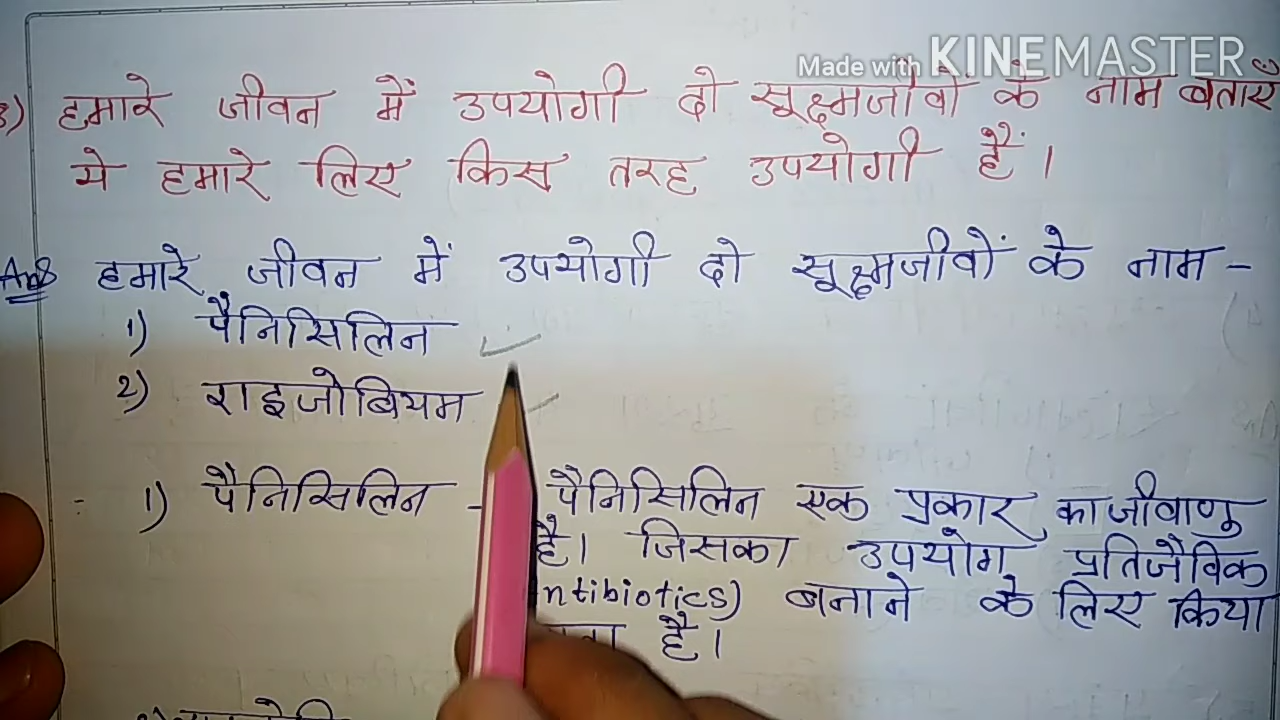 Made with KINEMASTER
3) हमारे जीवन में उपयोगी दो सूक्ष्मजीवों के नाम बताएँ
ये हमारे लिए किस तरह उपयोगी हैं।
Ans हमारे जीवन में उपयोगी दो सूक्ष्मजीवों के नाम -
1) पैनिसिलिन
2) राइजोबियम
1) पैनिसिलिन - पैनिसिलिन एक प्रकार का जीवाणु
है। जिसका उपयोग प्रतिजैविक
ntibiotics) बनाने के लिए किया
है।